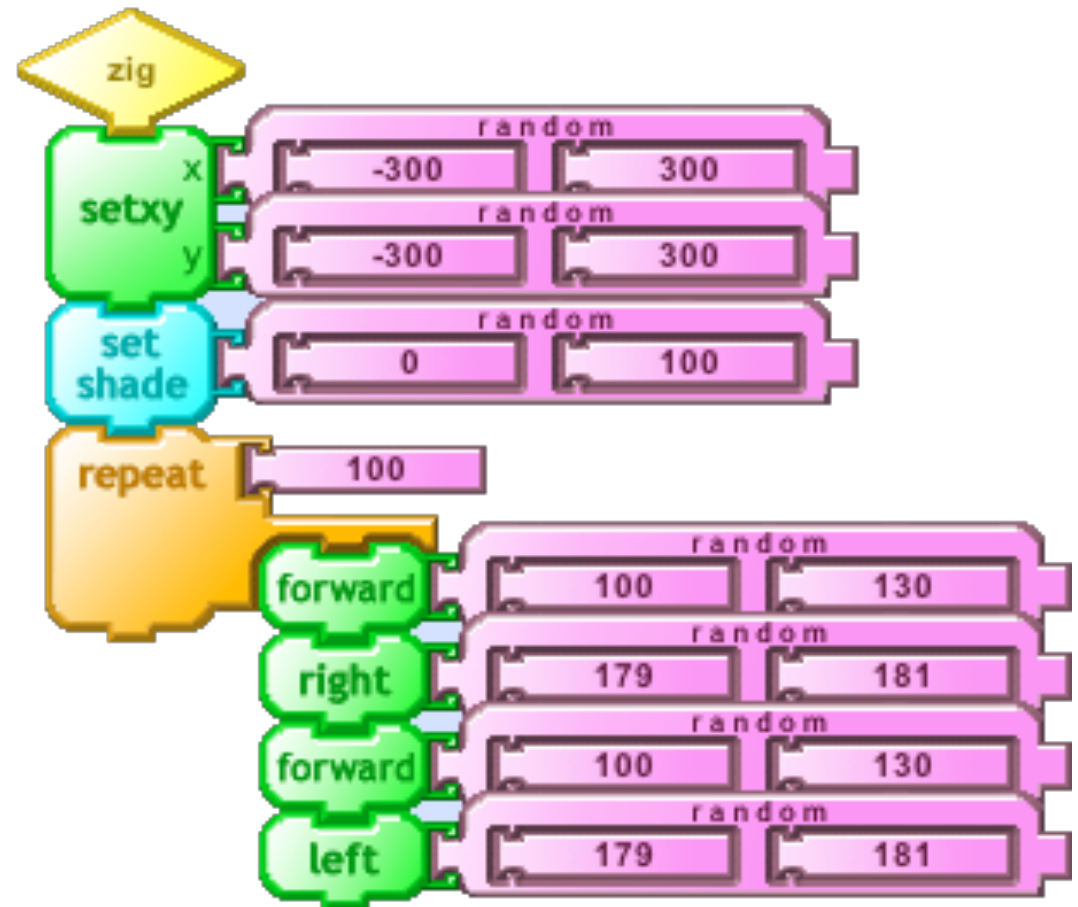 zig
random
x -300 300
setxy
random
y -300 300
random
set shade 0 100
repeat 100
random
forward 100 130
random
right 179 181
random
forward 100 130
random
left 179 181